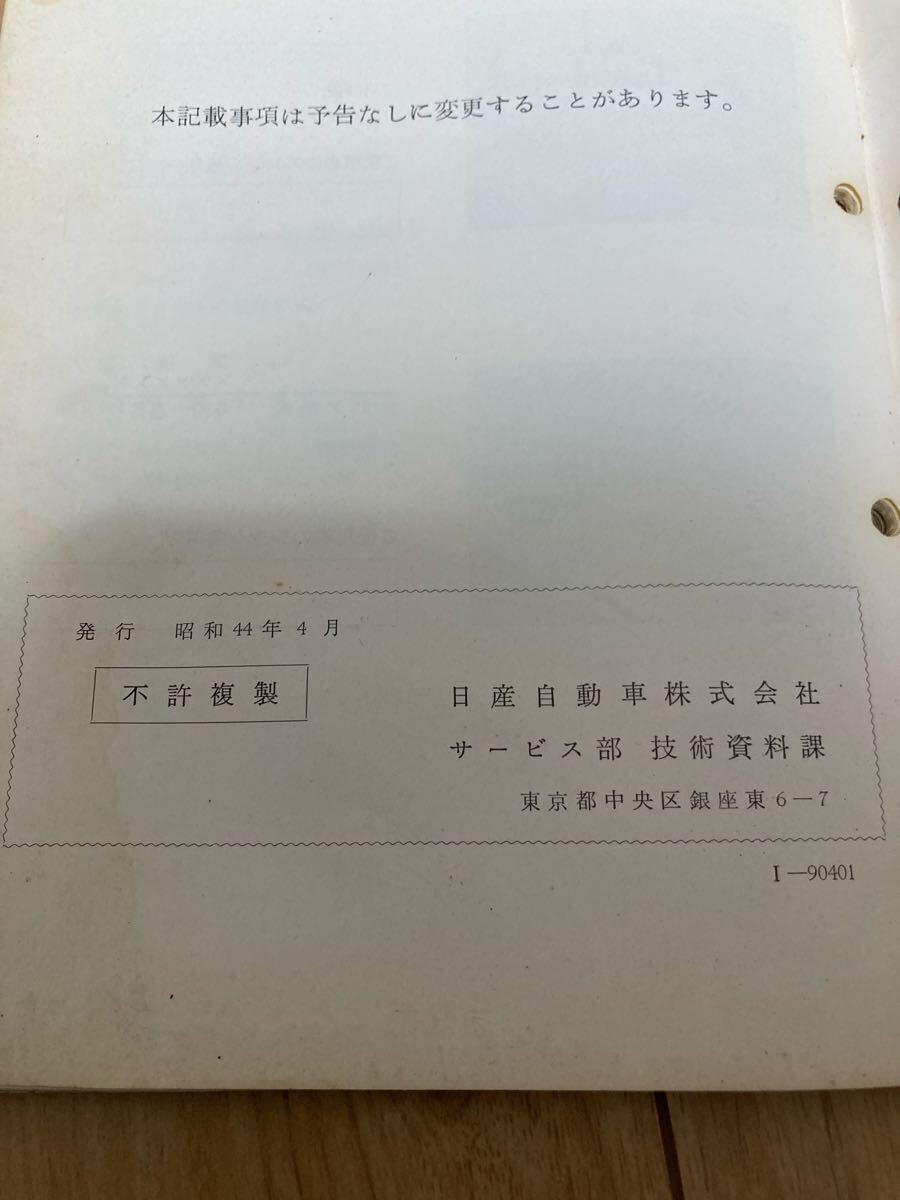 本記載事項は予告なしに変更することがあります。
発行 昭和44年4月
不許複製
日産自動車株式会社
サービス部 技術資料課
東京都中央区銀座東6―7
I―90401